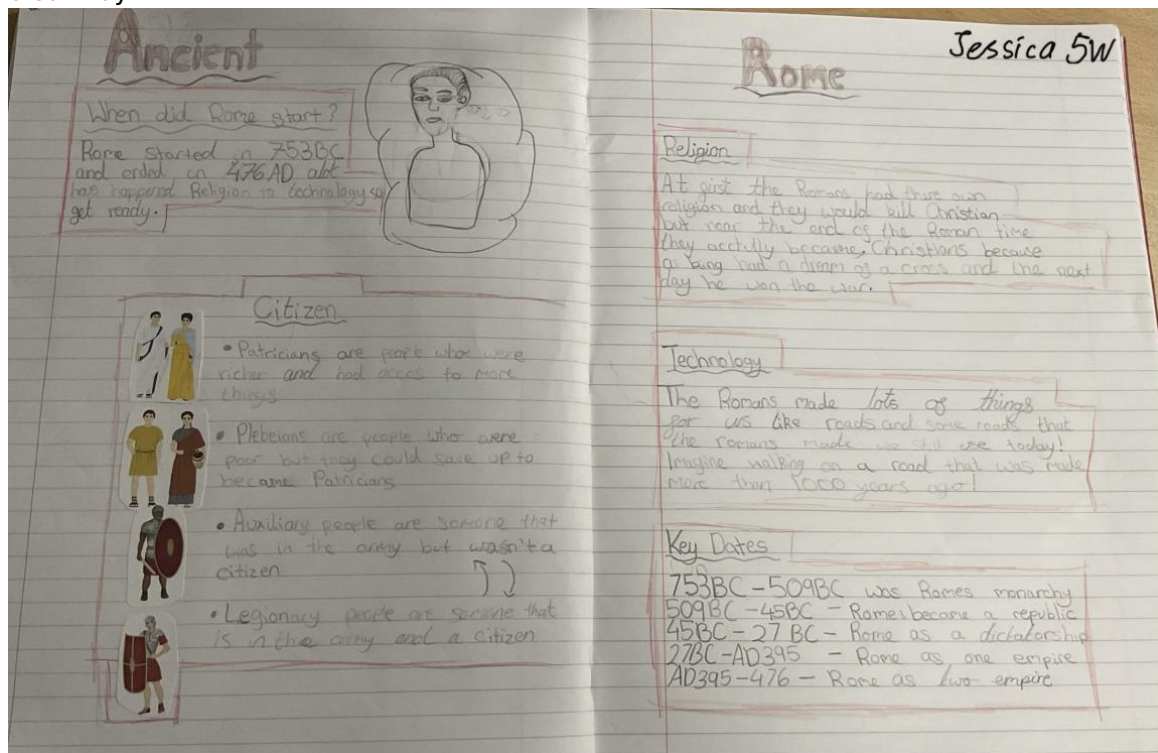 Ancient
When did Rome start?
Rome started in 753BC
and ended in 476 AD alot
has happened Religion to technology so
get ready.
Citizen
• Patricians are people who were
richer and had acces to more
things
• Plebeians are people who were
poor but they could save up to
became Patricians
• Auxiliary people are somone that
was in the army but wasn't a
citizen
• Legionary people are somone that
is in the army and a citizen
Jessica 5W
Rome
Religion
At girst the Romans had there own
religion and they would kill Christian
but near the end of the Roman time
they acctully became Christians because
a king had a dream of a cross and the next
day he won the war.
Technology
The Romans made lots of things
for us like roads and some roads that
the romans made we still use today!
Imagine walking on a road that was made
more than 1000 years ago!
Key Dates
753BC-509BC was Romes monarchy
509BC-45BC - Romes became a republic
45BC-27 BC- Rome as a dictatorship
27BC-AD395 - Rome as one empire
AD395-476 - Rome as two empire